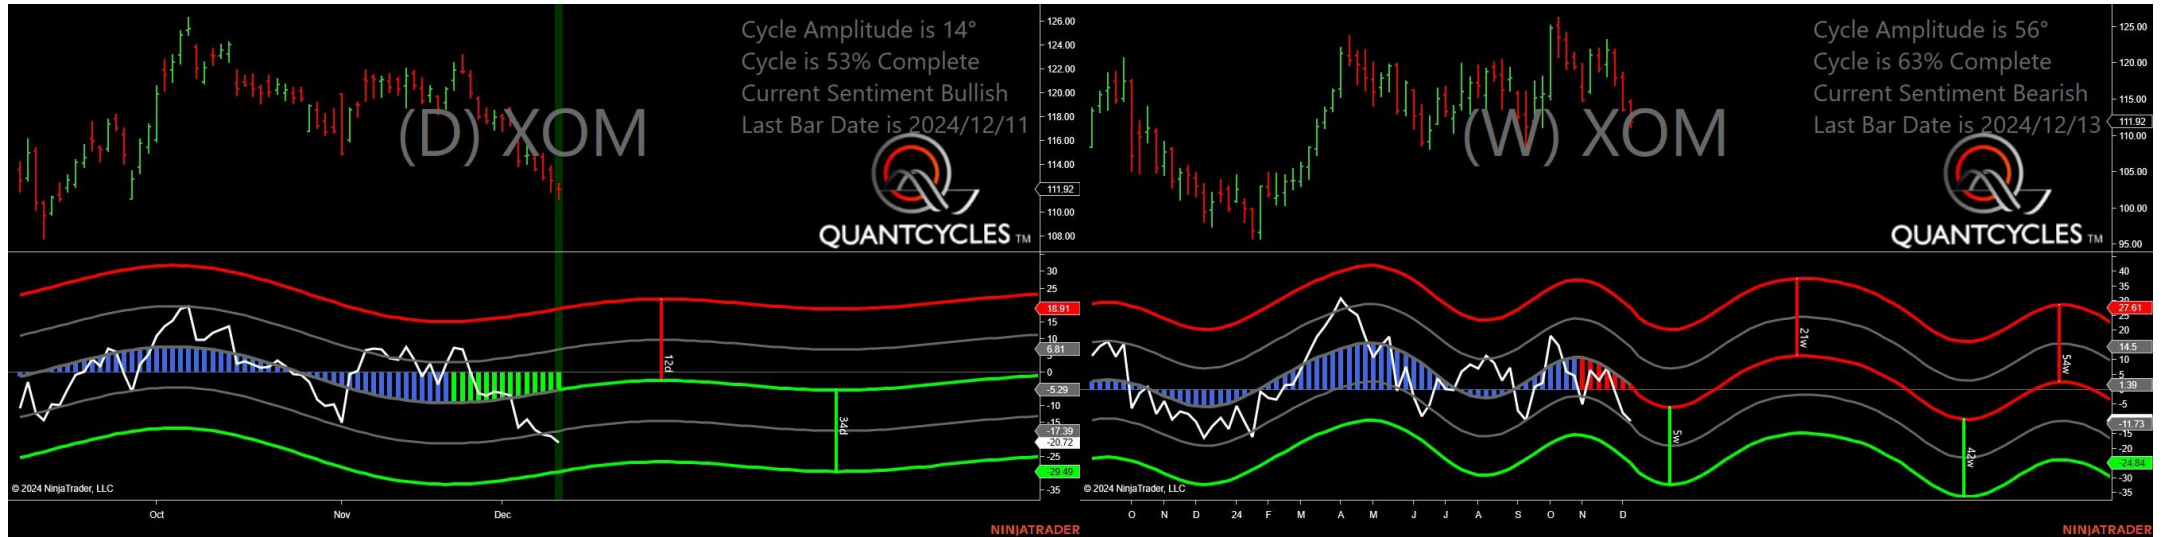 Cycle Amplitude is 14°
Cycle is 53% Complete
Current Sentiment Bullish
Last Bar Date is 2024/12/11
(D) XOM
QUANTCYCLES TM
126.00
124.00
122.00
120.00
118.00
116.00
114.00
111.92
110.00
108.00
30
25
18.91
15
6.81
0
-5.29
-10
-17.39
-20.72
-25
-29.49
-35
12d
34d
© 2024 NinjaTrader, LLC
Oct
Nov
Dec
NINJATRADER
Cycle Amplitude is 56°
Cycle is 63% Complete
Current Sentiment Bearish
Last Bar Date is 2024/12/13
(W) XOM
QUANTCYCLES TM
125.00
120.00
115.00
111.92
110.00
105.00
100.00
95.00
40
35
27.61
20
14.5
10
5
1.39
-5
-11.73
-15
-20
-24.84
-30
-35
5w
21w
42w
54w
© 2024 NinjaTrader, LLC
O
N
D
24
F
M
A
M
J
J
A
S
O
N
D
NINJATRADER